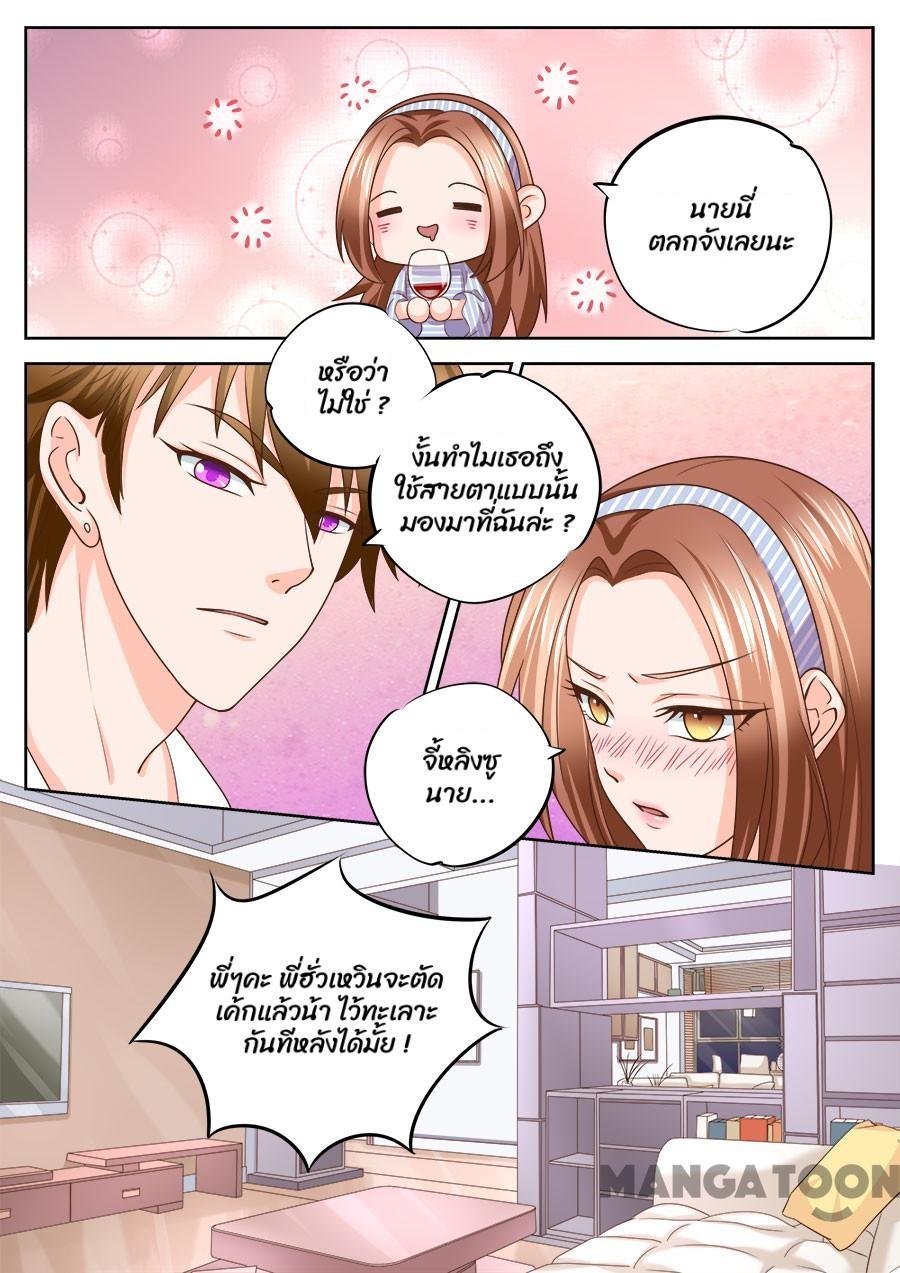 นายนี่
ตลกจังเลยนะ
หรือว่า
ไม่ใช่ ?
งั้นทำไมเธอถึง
ใช้สายตาแบบนั้น
มองมาที่ฉันล่ะ ?
จี้หลิงซู
นาย...
พี่ๆคะ พี่ฮั่วเหวินจะตัด
เค้กแล้วน้า ไว้ทะเลาะ
กันทีหลังได้มั้ย !
MANGATOON